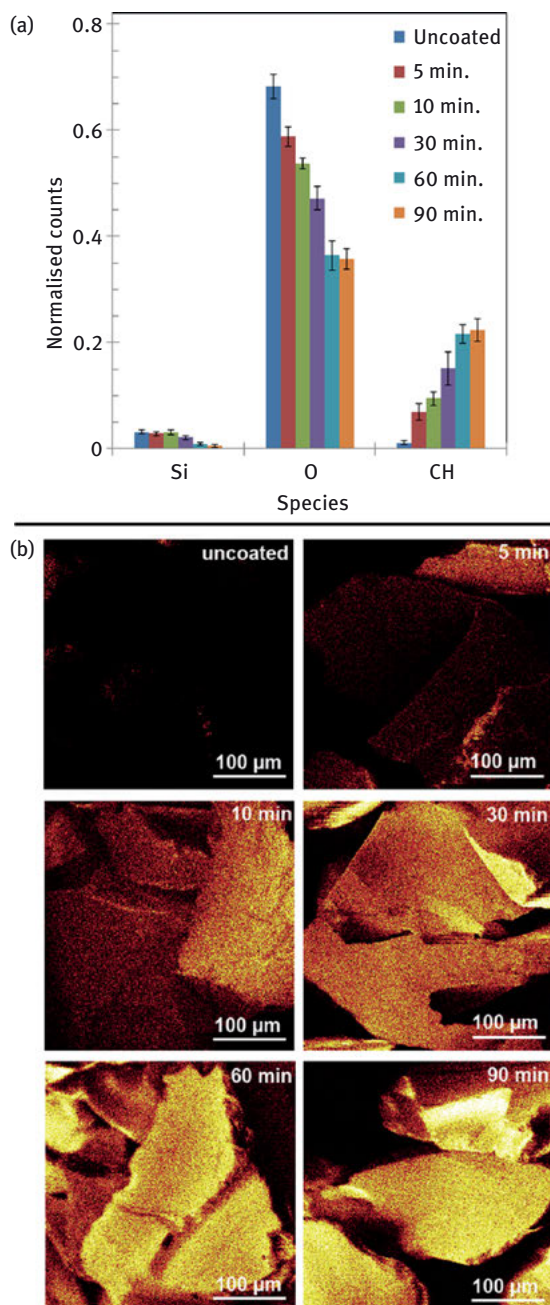 (a)
0.8
0.6
0.4
0.2
0
Normalised counts
Uncoated
5 min.
10 min.
30 min.
60 min.
90 min.
Si
O
CH
Species
(b)
uncoated
5 min
100 µm
100 µm
10 min
30 min
100 µm
100 µm
60 min
90 min
100 µm
100 µm